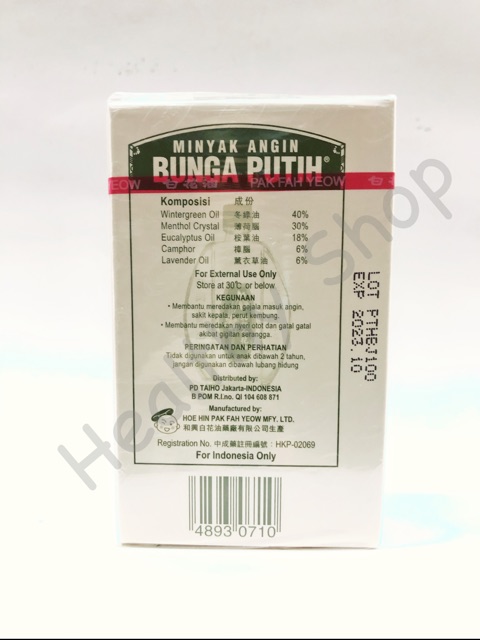 MINYAK ANGIN
BUNGA PUTIH®
YEOW 白花油 PAK FAH YEOW
Komposisi 成份
Wintergreen Oil 冬綠油 40%
Menthol Crystal 薄荷腦 30%
Eucalyptus Oil 桉葉油 18%
Camphor 樟腦 6%
Lavender Oil 薰衣草油 6%
For External Use Only
Store at 30℃ or below
KEGUNAAN
• Membantu meredakan gejala masuk angin,
sakit kepala, perut kembung.
• Membantu meredakan nyeri otot dan gatal gatal
akibat gigitan serangga.
PERINGATAN DAN PERHATIAN
Tidak digunakan untuk anak dibawah 2 tahun,
jangan digunakan dibawah lubang hidung
Distributed by:
PD TAIHO Jakarta-INDONESIA
B POM R.I.no. QI 104 608 871
Manufactured by:
HOE HIN PAK FAH YEOW MFY. LTD.
和興白花油藥廠有限公司生產
Registration No. 中成藥註冊編號：HKP-02069
For Indonesia Only
4893 0710
LOT PTHBJ100
EXP 2023.10
Health Shop